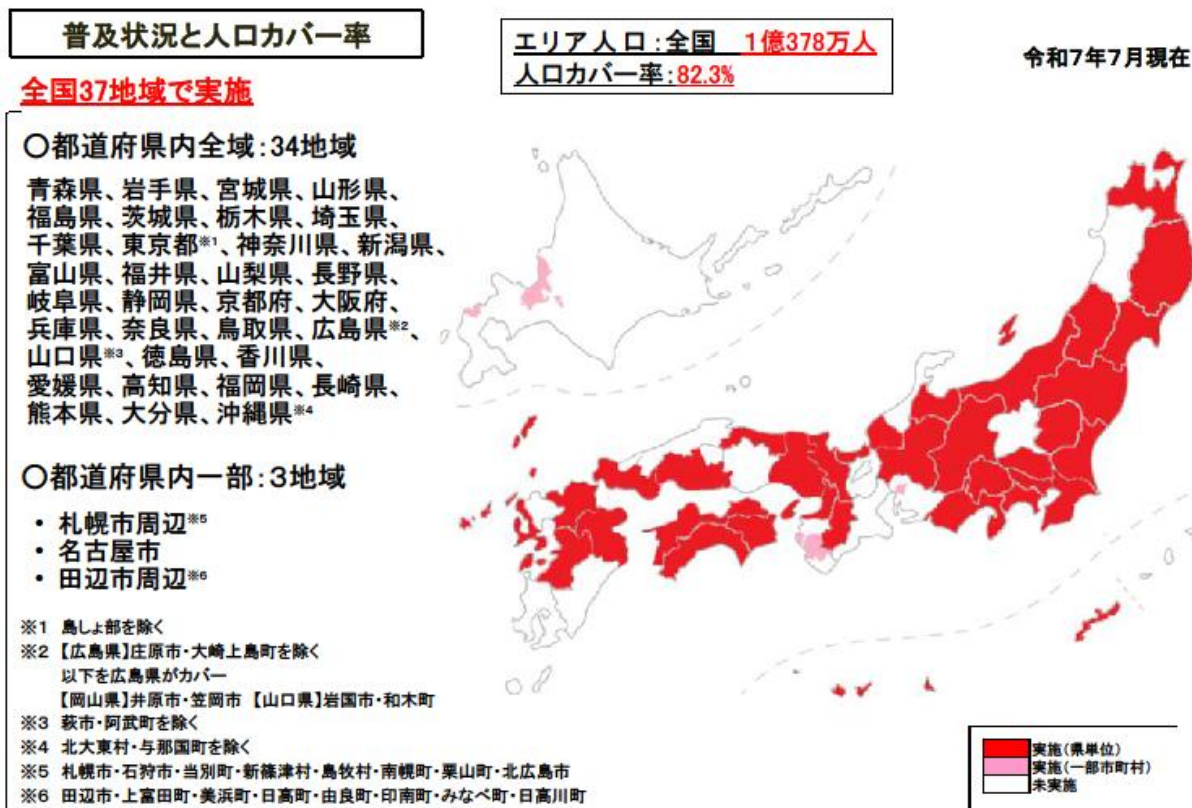 普及状況と人口カバー率
エリア人口:全国 1億378万人
人口カバー率:82.3%
令和7年7月現在
全国37地域で実施
〇都道府県内全域:34地域
青森県、岩手県、宮城県、山形県、
福島県、茨城県、栃木県、埼玉県、
千葉県、東京都※1、神奈川県、新潟県、
富山県、福井県、山梨県、長野県、
岐阜県、静岡県、京都府、大阪府、
兵庫県、奈良県、鳥取県、広島県※2、
山口県※3、徳島県、香川県、
愛媛県、高知県、福岡県、長崎県、
熊本県、大分県、沖縄県※4
〇都道府県内一部:3地域
・ 札幌市周辺※5
・ 名古屋市
・ 田辺市周辺※6
※1 島しょ部を除く
※2 【広島県】庄原市・大崎上島町を除く
以下を広島県がカバー
【岡山県】井原市・笠岡市 【山口県】岩国市・和木町
※3 萩市・阿武町を除く
※4 北大東村・与那国町を除く
※5 札幌市・石狩市・当別町・新篠津村・島牧村・南幌町・栗山町・北広島市
※6 田辺市・上富田町・美浜町・日高町・由良町・印南町・みなべ町・日高川町
実施(県単位)
実施(一部市町村)
未実施